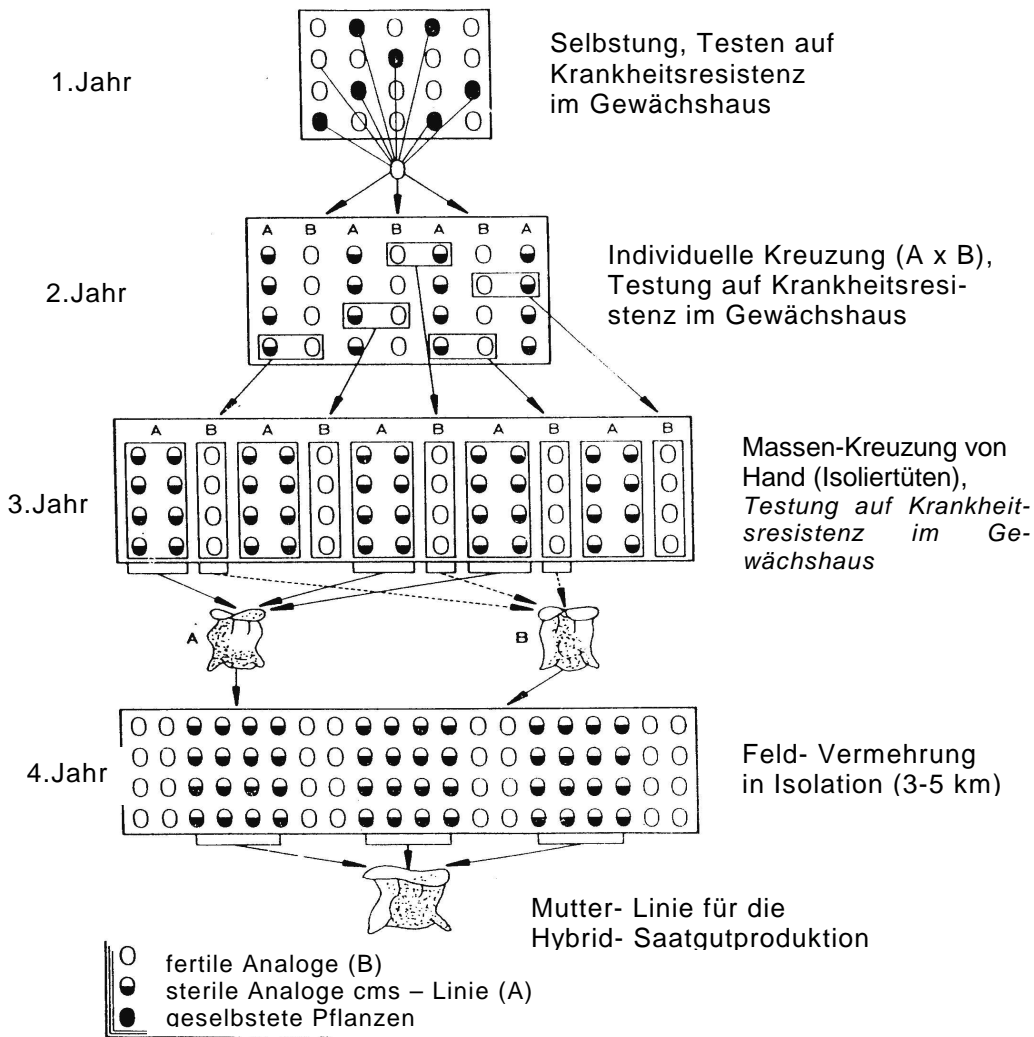 1.Jahr
Selbstung, Testen auf
Krankheitsresistenz
im Gewächshaus
A B A B A B A
2.Jahr
Individuelle Kreuzung (A x B),
Testung auf Krankheitsresi-
stenz im Gewächshaus
A B A B A B A B A B
3.Jahr
Massen-Kreuzung von
Hand (Isoliertüten),
Testung auf Krankheit-
sresistenz im Ge-
wächshaus
A
B
4.Jahr
Feld- Vermehrung
in Isolation (3-5 km)
Mutter- Linie für die
Hybrid- Saatgutproduktion
fertile Analoge (B)
sterile Analoge cms – Linie (A)
geselbstete Pflanzen